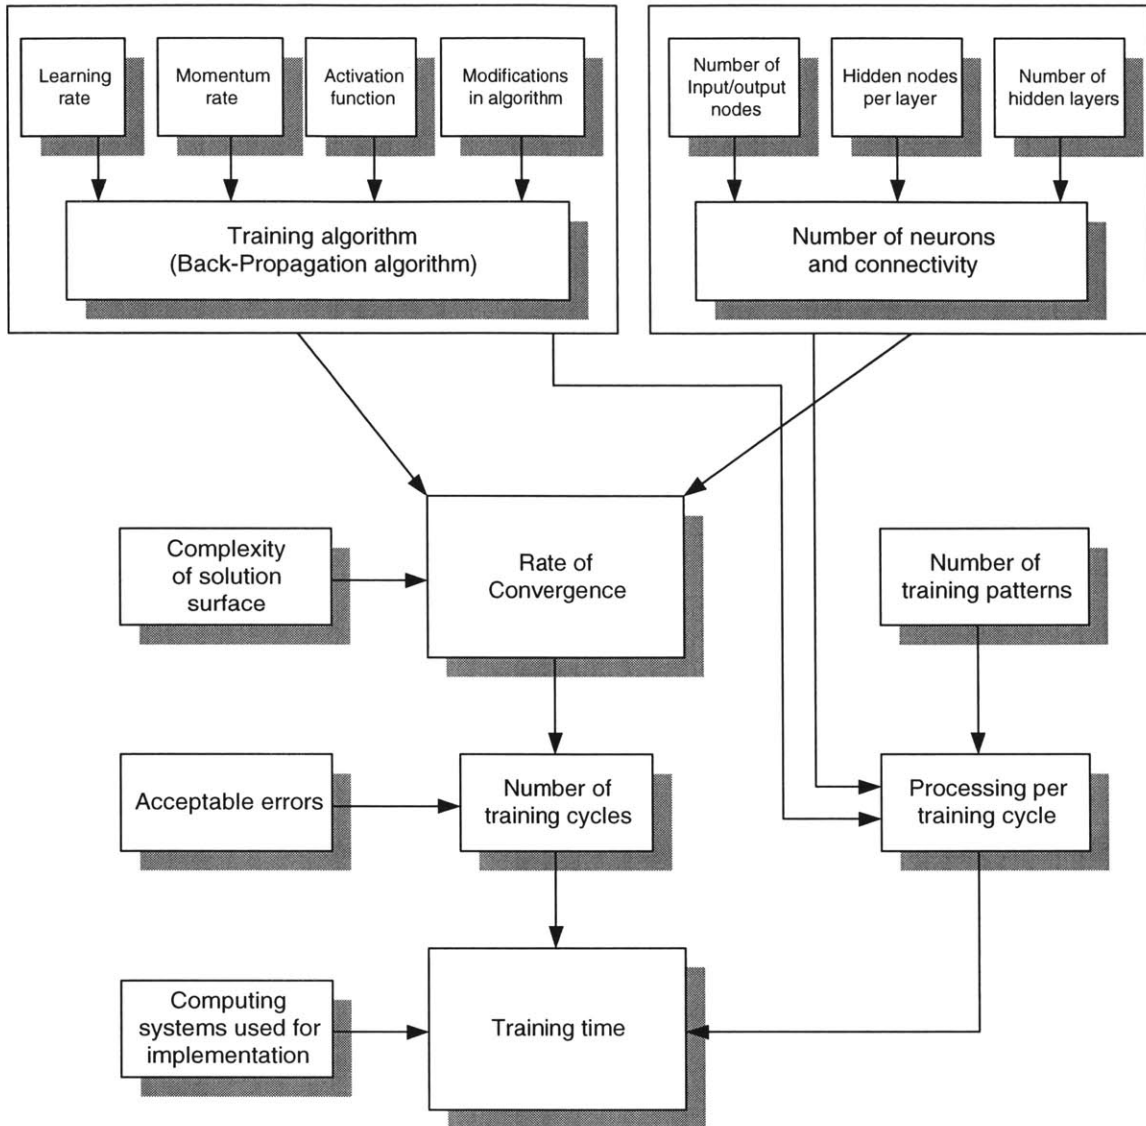 Learning
rate
Momentum
rate
Activation
function
Modifications
in algorithm
Number of
Input/output
nodes
Hidden nodes
per layer
Number of
hidden layers
Training algorithm
(Back-Propagation algorithm)
Number of neurons
and connectivity
Complexity
of solution
surface
Rate of
Convergence
Number of
training patterns
Acceptable errors
Number of
training cycles
Processing per
training cycle
Computing
systems used for
implementation
Training time